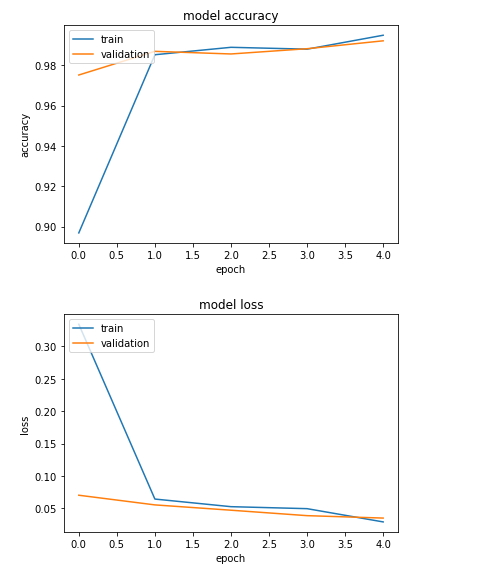 model accuracy
train
validation
0.98
0.96
0.94
0.92
0.90
accuracy
0.0 0.5 1.0 1.5 2.0 2.5 3.0 3.5 4.0
epoch
model loss
train
validation
0.30
0.25
0.20
0.15
0.10
0.05
loss
0.0 0.5 1.0 1.5 2.0 2.5 3.0 3.5 4.0
epoch